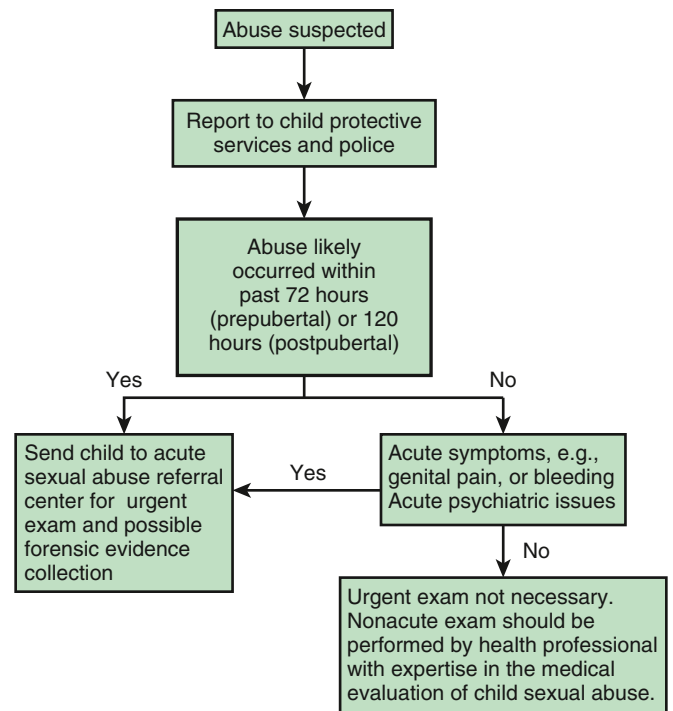 Abuse suspected
Report to child protective
services and police
Abuse likely
occurred within
past 72 hours
(prepubertal) or 120
hours (postpubertal)
Yes
No
Send child to acute
sexual abuse referral
center for urgent
exam and possible
forensic evidence
collection
Yes
Acute symptoms, e.g.,
genital pain, or bleeding
Acute psychiatric issues
No
Urgent exam not necessary.
Nonacute exam should be
performed by health professional
with expertise in the medical
evaluation of child sexual abuse.